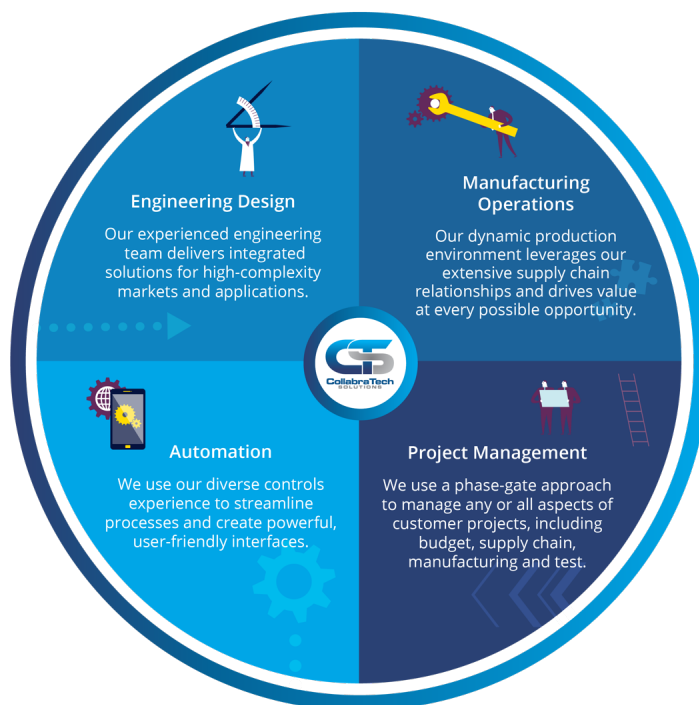 Engineering Design
Our experienced engineering
team delivers integrated
solutions for high-complexity
markets and applications.
Manufacturing
Operations
Our dynamic production
environment leverages our
extensive supply chain
relationships and drives value
at every possible opportunity.
CTS
CollabraTech
SOLUTIONS
Automation
We use our diverse controls
experience to streamline
processes and create powerful,
user-friendly interfaces.
Project Management
We use a phase-gate approach
to manage any or all aspects of
customer projects, including
budget, supply chain,
manufacturing and test.